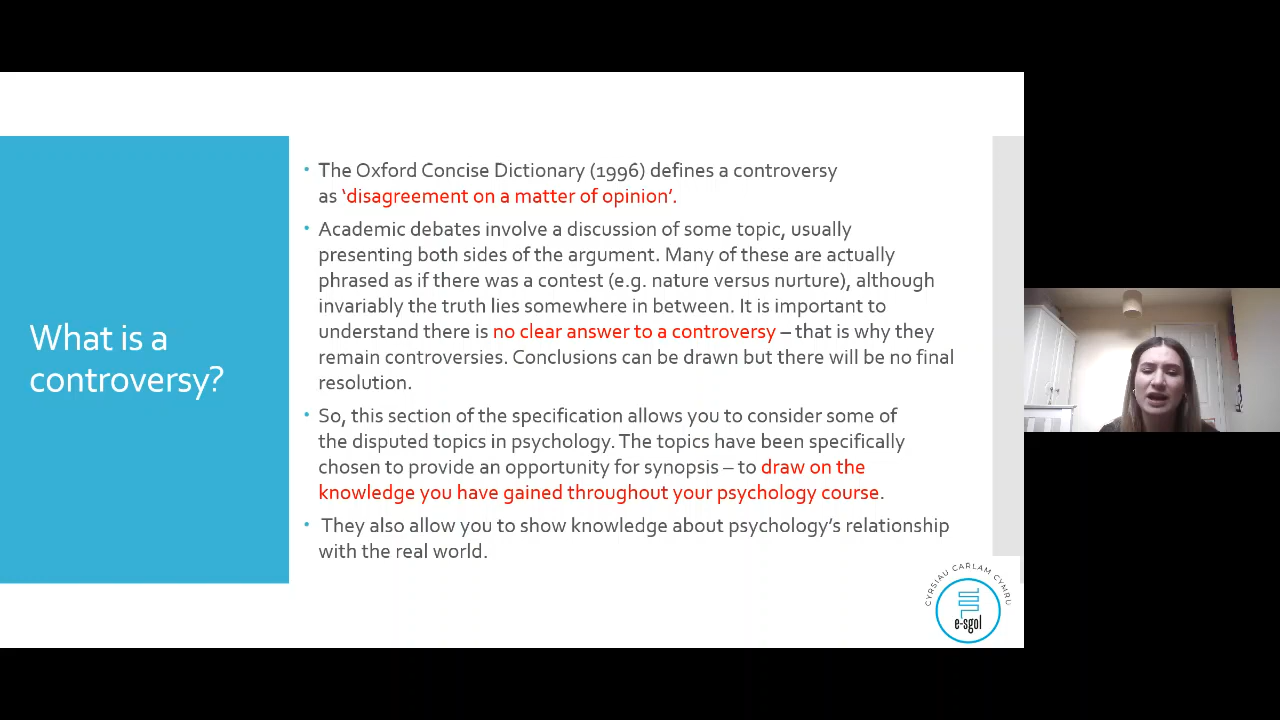 What is a
controversy?
• The Oxford Concise Dictionary (1996) defines a controversy
as ‘disagreement on a matter of opinion’.
• Academic debates involve a discussion of some topic, usually
presenting both sides of the argument. Many of these are actually
phrased as if there was a contest (e.g. nature versus nurture), although
invariably the truth lies somewhere in between. It is important to
understand there is no clear answer to a controversy – that is why they
remain controversies. Conclusions can be drawn but there will be no final
resolution.
• So, this section of the specification allows you to consider some of
the disputed topics in psychology. The topics have been specifically
chosen to provide an opportunity for synopsis – to draw on the
knowledge you have gained throughout your psychology course.
• They also allow you to show knowledge about psychology’s relationship
with the real world.
CYRSIAU CARLAM CYMRU
e-sgol